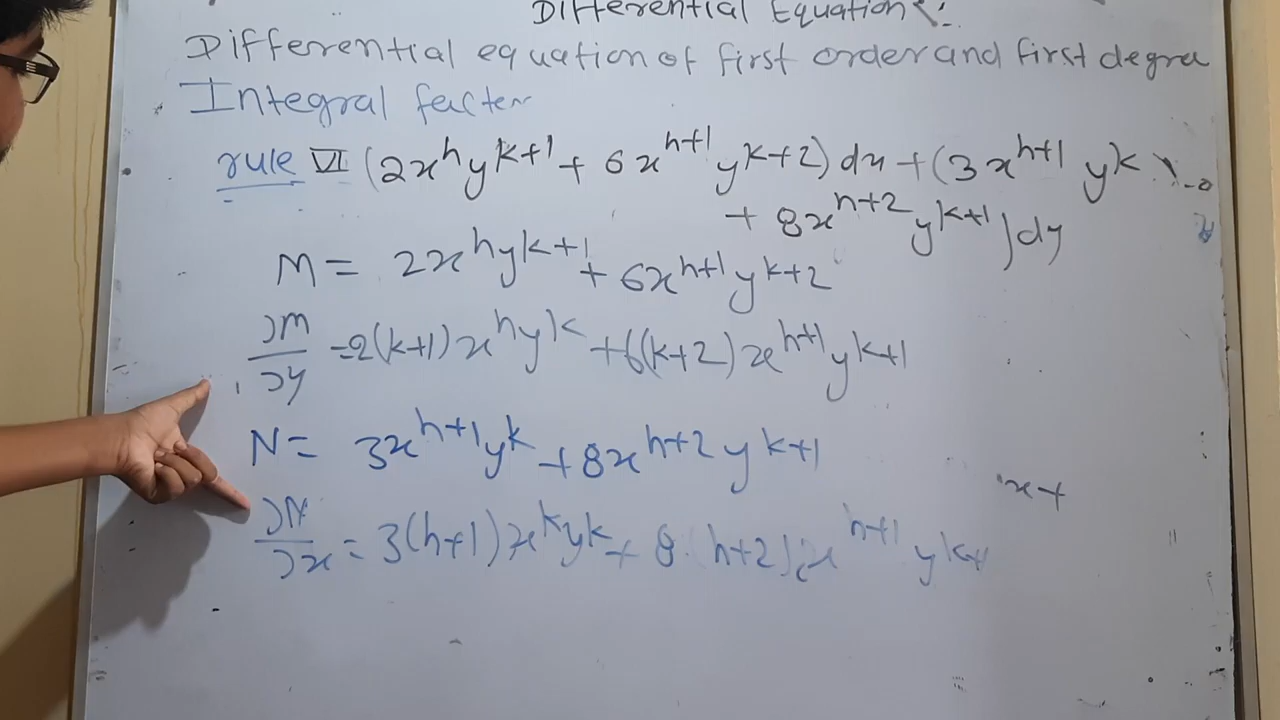 Differential Equation:
Differential equation of first order and first degree
Integral factor
rule VI (2x^h y^k+1 + 6x^h+1 y^k+2) dx + (3x^h+1 y^k
+ 8x^h+2 y^k+1) dy
M = 2x^h y^k+1 + 6x^h+1 y^k+2
∂M/∂y = 2(k+1) x^h y^k + 6(k+2) x^h+1 y^k+1
N = 3x^h+1 y^k + 8x^h+2 y^k+1
x+
∂N/∂x = 3(h+1) x^k y^k + 8 (h+2) x^h+1 y^k+1